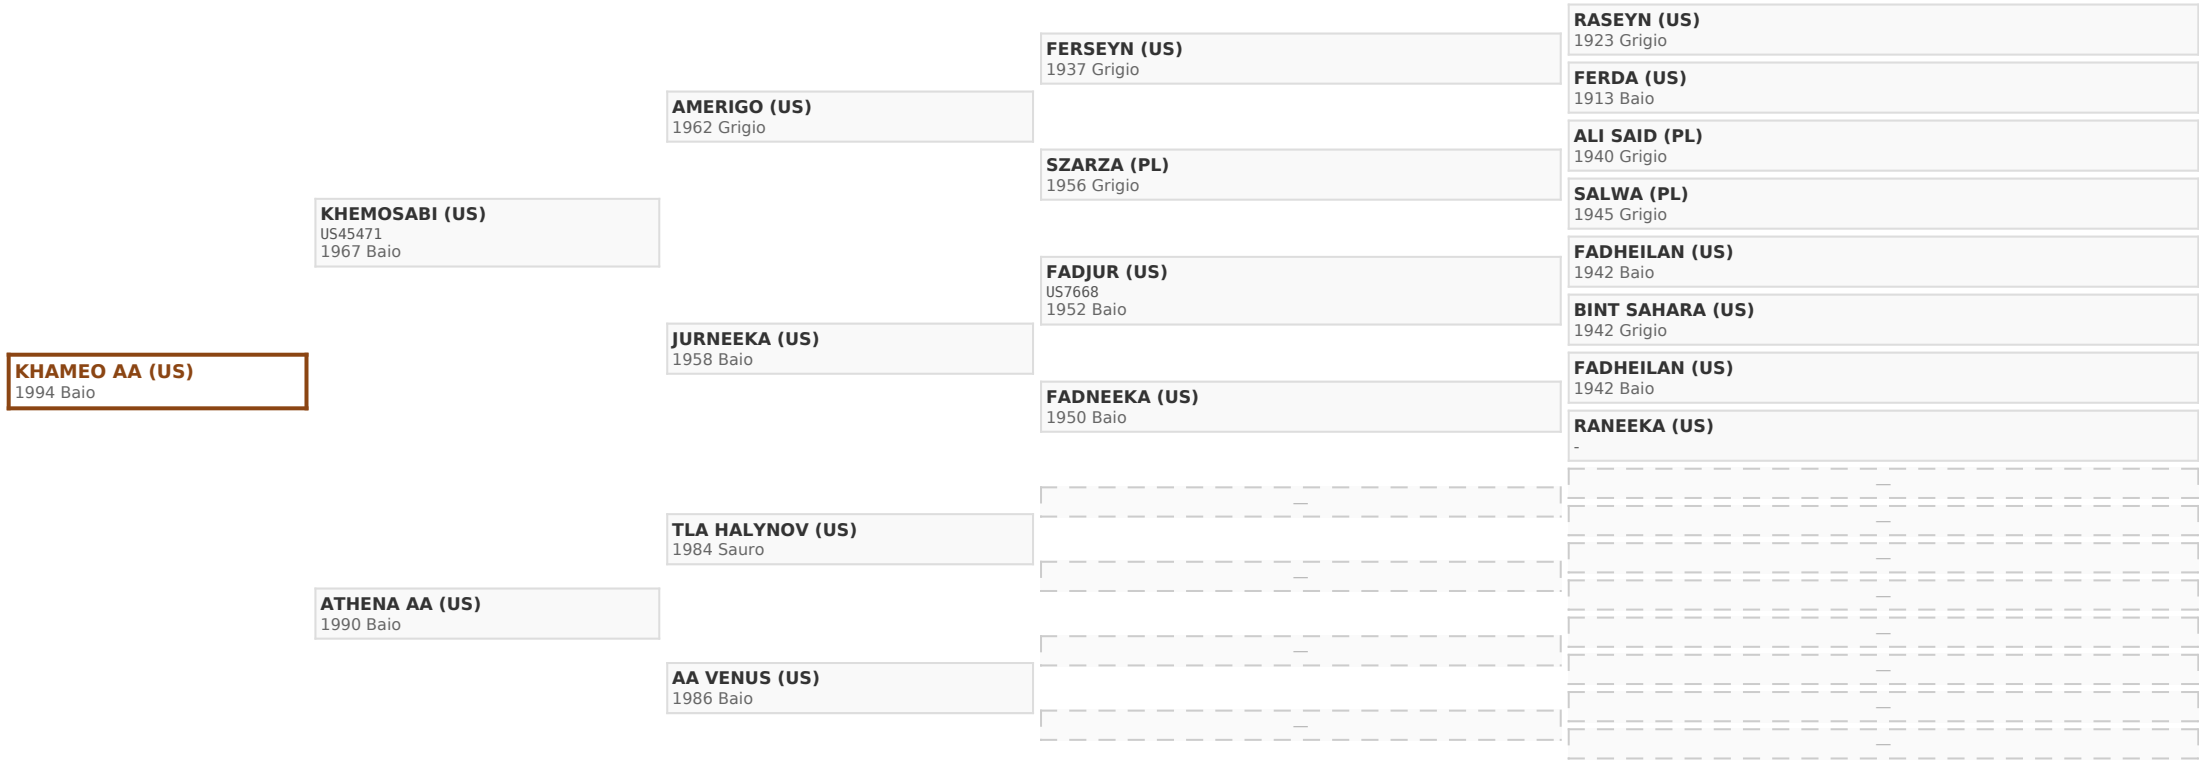 KHAMEO AA (US)
1994 Baio
KHEMOSABI (US)
US45471
1967 Baio
ATHENA AA (US)
1990 Baio
AMERIGO (US)
1962 Grigio
JURNEEKA (US)
1958 Baio
TLA HALYNOV (US)
1984 Sauro
AA VENUS (US)
1986 Baio
FERSEYN (US)
1937 Grigio
SZARZA (PL)
1956 Grigio
FADJUR (US)
US7668
1952 Baio
FADNEEKA (US)
1950 Baio
—
—
—
—
RASEYN (US)
1923 Grigio
FERDA (US)
1913 Baio
ALI SAID (PL)
1940 Grigio
SALWA (PL)
1945 Grigio
FADHEILAN (US)
1942 Baio
BINT SAHARA (US)
1942 Grigio
FADHEILAN (US)
1942 Baio
RANEEKA (US)
-
—
—
—
—
—
—
—
—